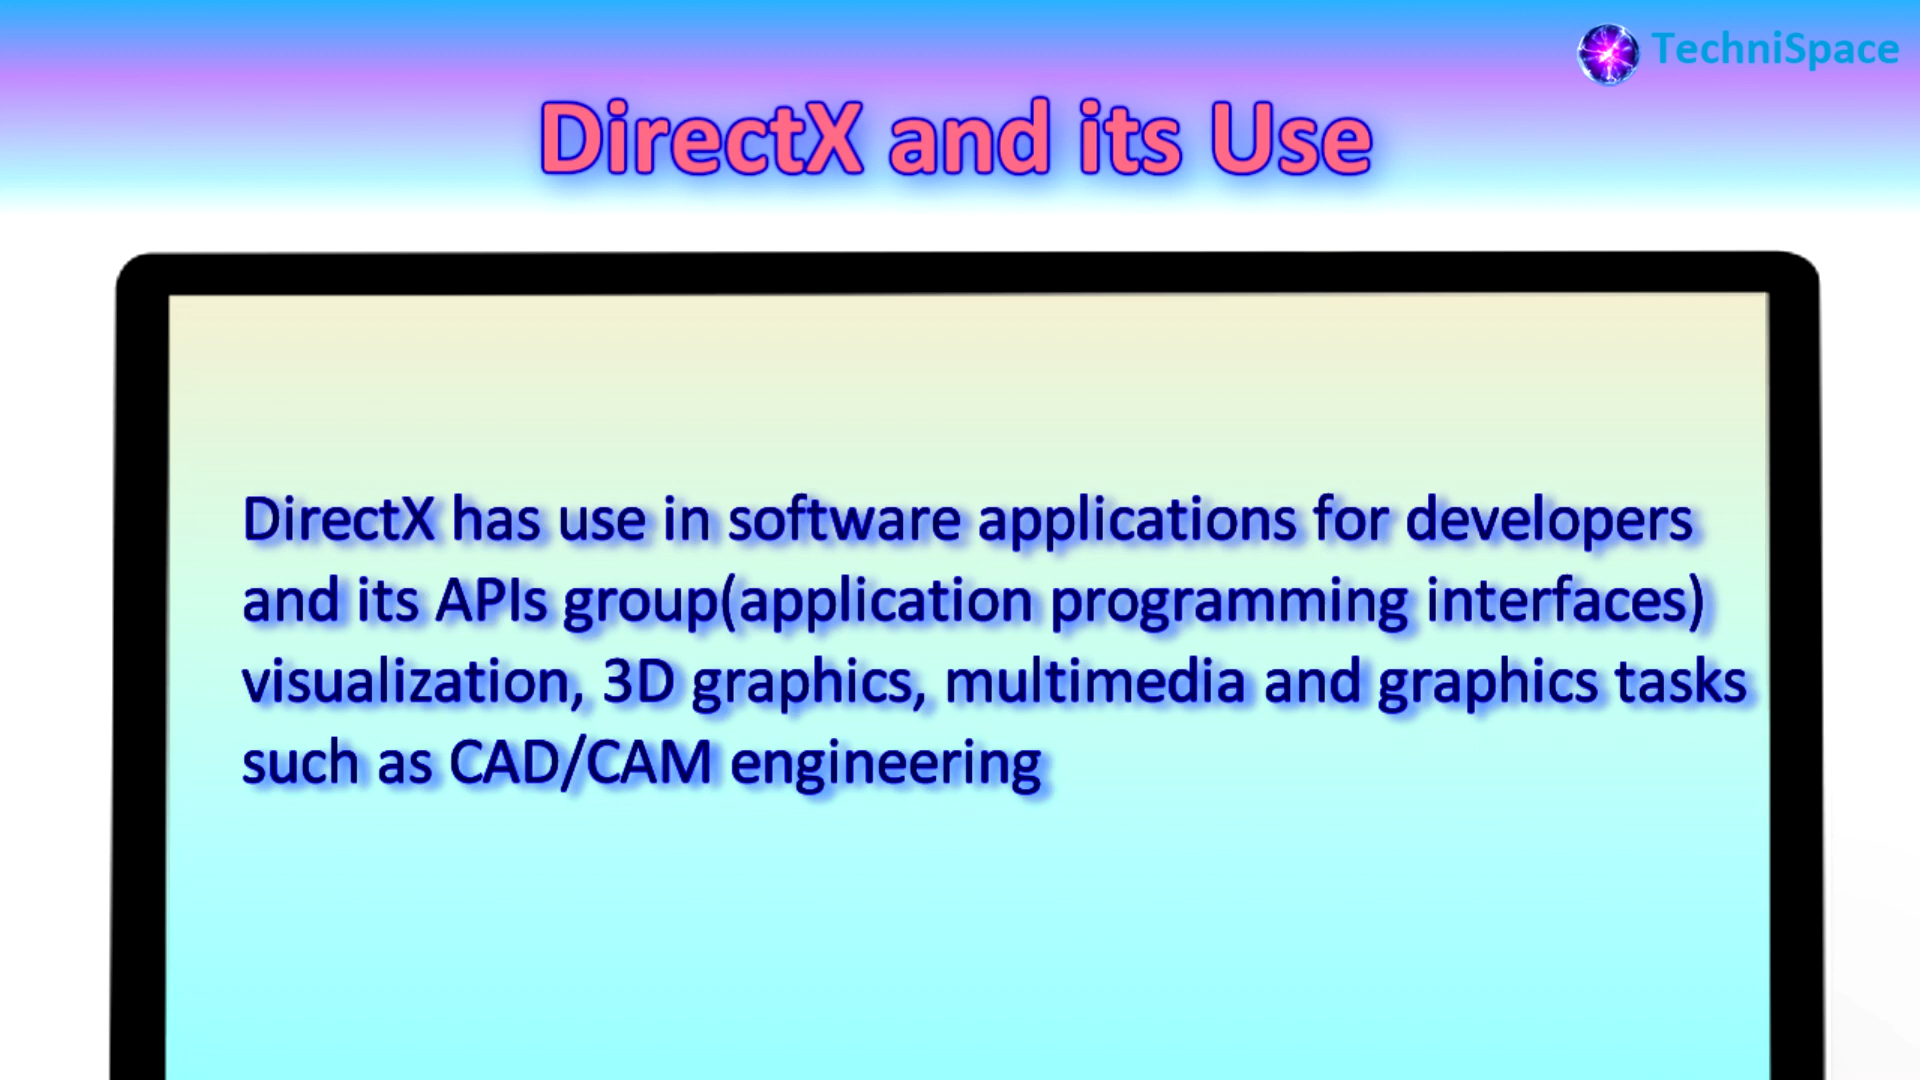 TechniSpace
DirectX and its Use
DirectX has use in software applications for developers
and its APIs group(application programming interfaces)
visualization, 3D graphics, multimedia and graphics tasks
such as CAD/CAM engineering